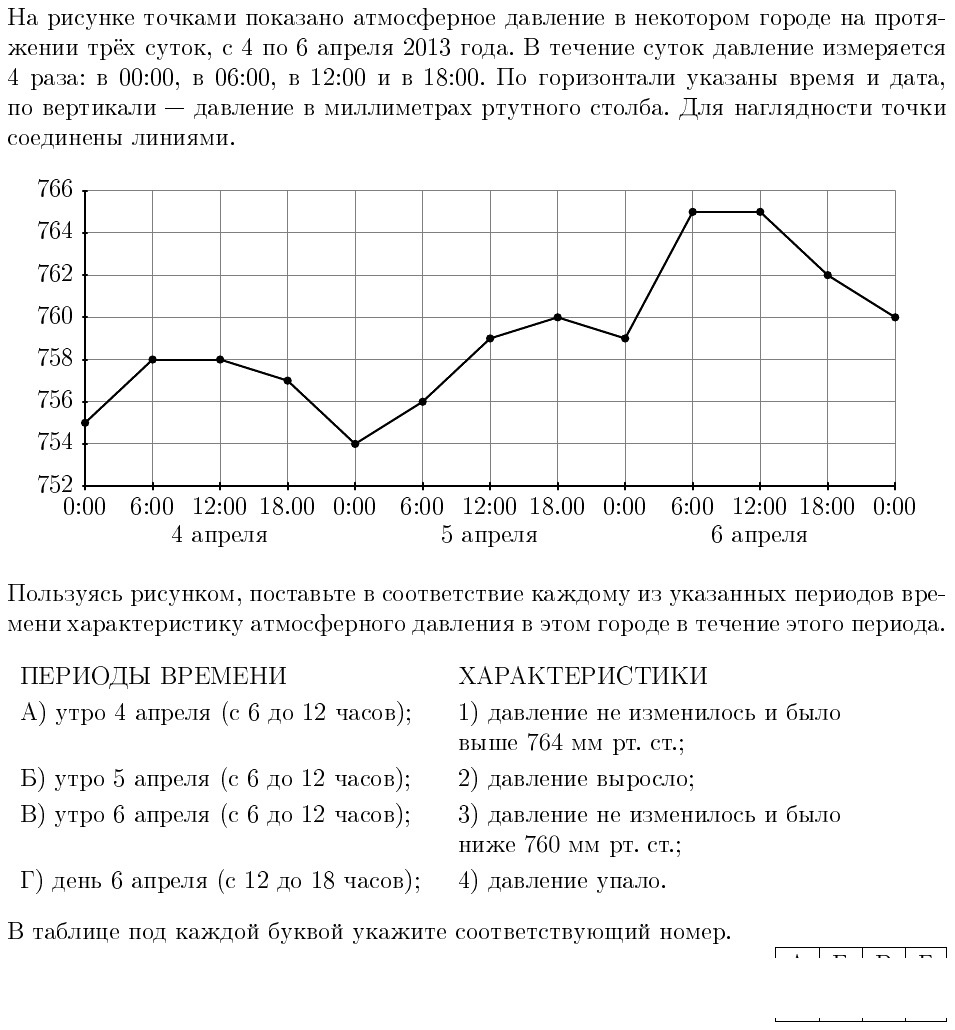 На рисунке точками показано атмосферное давление в некотором городе на протя-
жении трёх суток, с 4 по 6 апреля 2013 года. В течение суток давление измеряется
4 раза: в 00:00, в 06:00, в 12:00 и в 18:00. По горизонтали указаны время и дата,
по вертикали — давление в миллиметрах ртутного столба. Для наглядности точки
соединены линиями.
766
764
762
760
758
756
754
752
0:00 6:00 12:00 18.00 0:00 6:00 12:00 18.00 0:00 6:00 12:00 18:00 0:00
4 апреля 5 апреля 6 апреля
Пользуясь рисунком, поставьте в соответствие каждому из указанных периодов вре-
мени характеристику атмосферного давления в этом городе в течение этого периода.
ПЕРИОДЫ ВРЕМЕНИ ХАРАКТЕРИСТИКИ
А) утро 4 апреля (с 6 до 12 часов); 1) давление не изменилось и было
выше 764 мм рт. ст.;
Б) утро 5 апреля (с 6 до 12 часов); 2) давление выросло;
В) утро 6 апреля (с 6 до 12 часов); 3) давление не изменилось и было
ниже 760 мм рт. ст.;
Г) день 6 апреля (с 12 до 18 часов); 4) давление упало.
В таблице под каждой буквой укажите соответствующий номер.